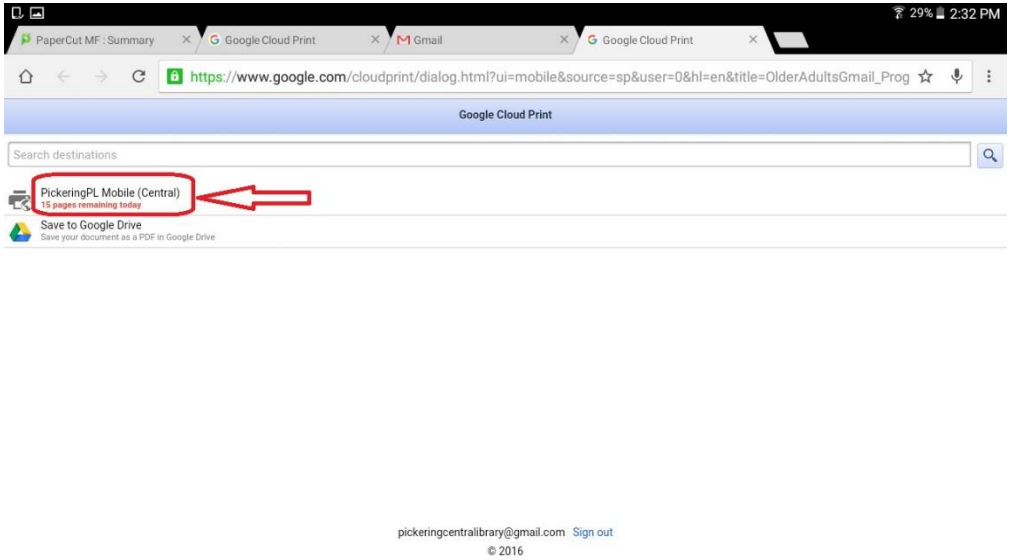 29% 2:32 PM
PaperCut MF : Summary Google Cloud Print Gmail Google Cloud Print
https://www.google.com/cloudprint/dialog.html?ui=mobile&source=sp&user=0&hl=en&title=OlderAdultsGmail_Prog
Google Cloud Print
Search destinations
PickeringPL Mobile (Central)
15 pages remaining today
Save to Google Drive
Save your document as a PDF in Google Drive
pickeringcentralibrary@gmail.com Sign out
© 2016